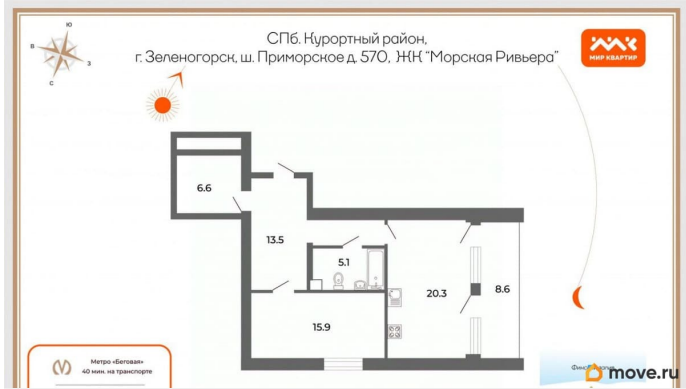 СПб. Курортный район,
г. Зеленогорск, ш. Приморское д. 570, ЖК "Морская Ривьера"
МИР КВАРТИР
Ю
В
З
С
6.6
13.5
5.1
20.3
8.6
15.9
Метро «Беговая»
40 мин. на транспорте
move.ru